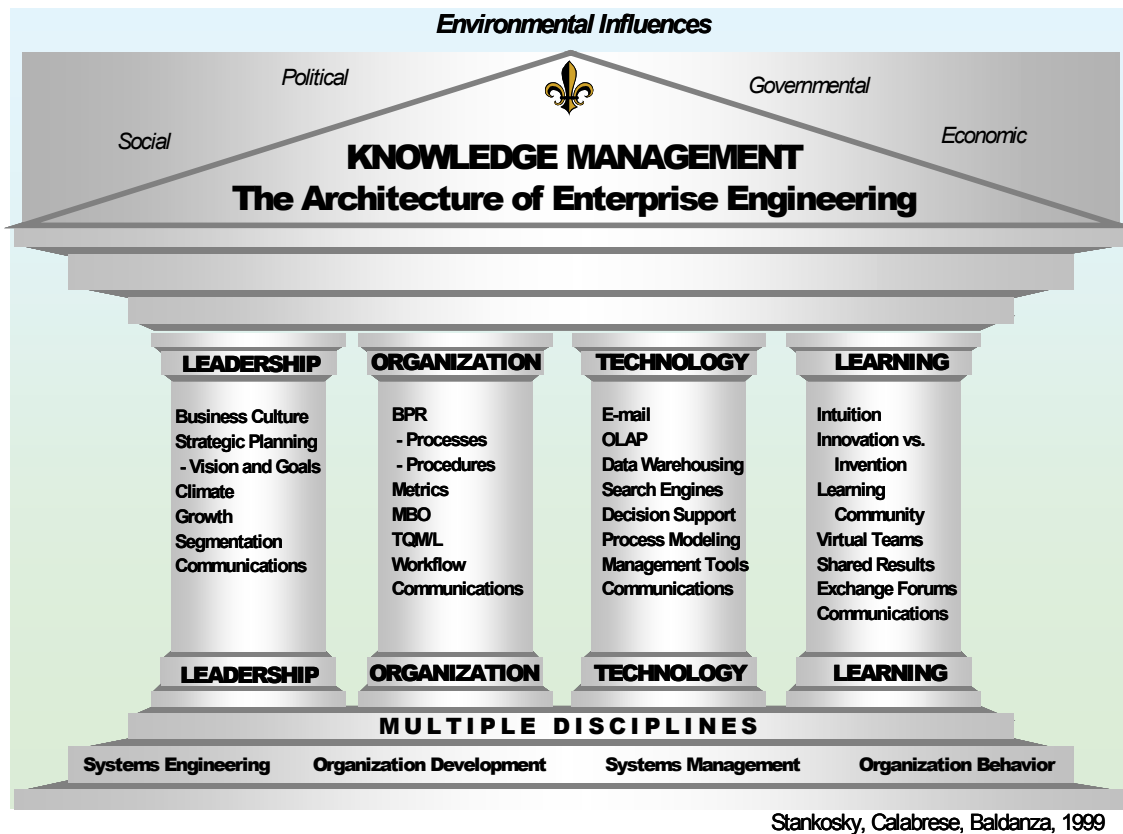 Environmental Influences
Political
Governmental
Social
Economic
KNOWLEDGE MANAGEMENT
The Architecture of Enterprise Engineering
LEADERSHIP
Business Culture
Strategic Planning
- Vision and Goals
Climate
Growth
Segmentation
Communications
LEADERSHIP
ORGANIZATION
BPR
- Processes
- Procedures
Metrics
MBO
TQM/L
Workflow
Communications
ORGANIZATION
TECHNOLOGY
E-mail
OLAP
Data Warehousing
Search Engines
Decision Support
Process Modeling
Management Tools
Communications
TECHNOLOGY
LEARNING
Intuition
Innovation vs.
Invention
Learning
Community
Virtual Teams
Shared Results
Exchange Forums
Communications
LEARNING
MULTIPLE DISCIPLINES
Systems Engineering Organization Development Systems Management Organization Behavior
Stankosky, Calabrese, Baldanza, 1999